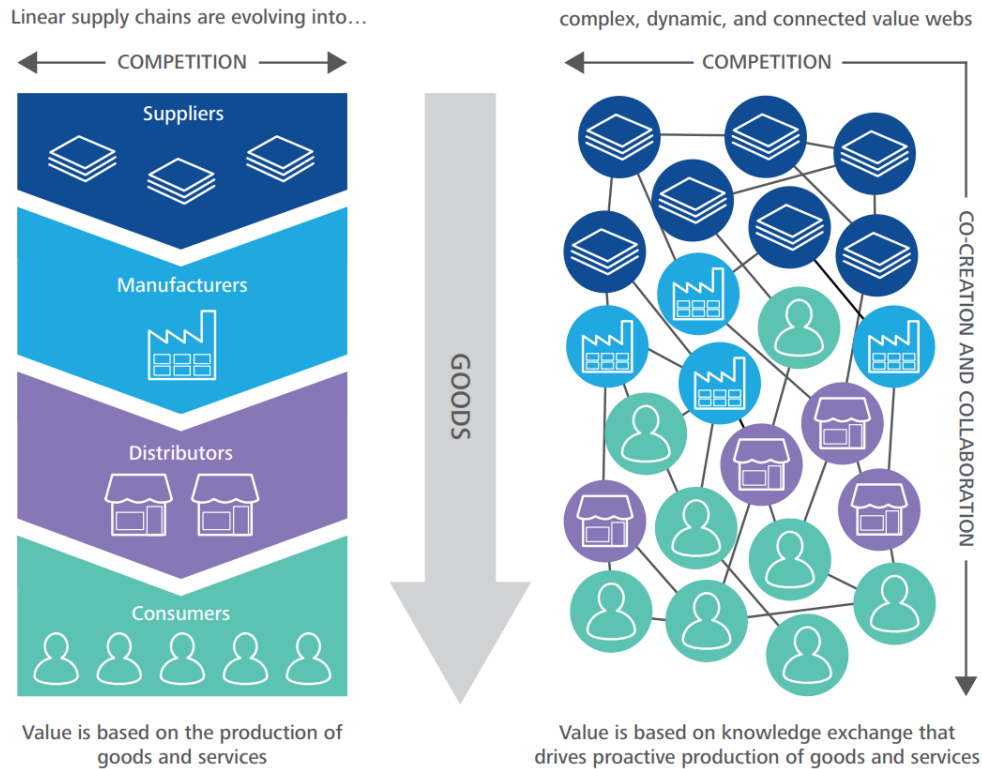 Linear supply chains are evolving into…
complex, dynamic, and connected value webs
COMPETITION
Suppliers
Manufacturers
Distributors
Consumers
GOODS
COMPETITION
CO-CREATION AND COLLABORATION
Value is based on the production of
goods and services
Value is based on knowledge exchange that
drives proactive production of goods and services